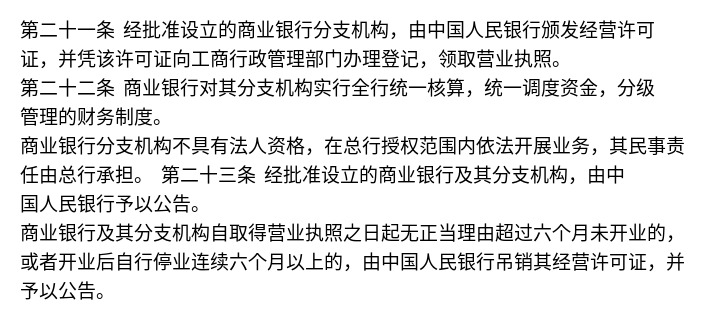 第二十一条 经批准设立的商业银行分支机构，由中国人民银行颁发经营许可
证，并凭该许可证向工商行政管理部门办理登记，领取营业执照。
第二十二条 商业银行对其分支机构实行全行统一核算，统一调度资金，分级
管理的财务制度。
商业银行分支机构不具有法人资格，在总行授权范围内依法开展业务，其民事责
任由总行承担。 第二十三条 经批准设立的商业银行及其分支机构，由中
国人民银行予以公告。
商业银行及其分支机构自取得营业执照之日起无正当理由超过六个月未开业的，
或者开业后自行停业连续六个月以上的，由中国人民银行吊销其经营许可证，并
予以公告。